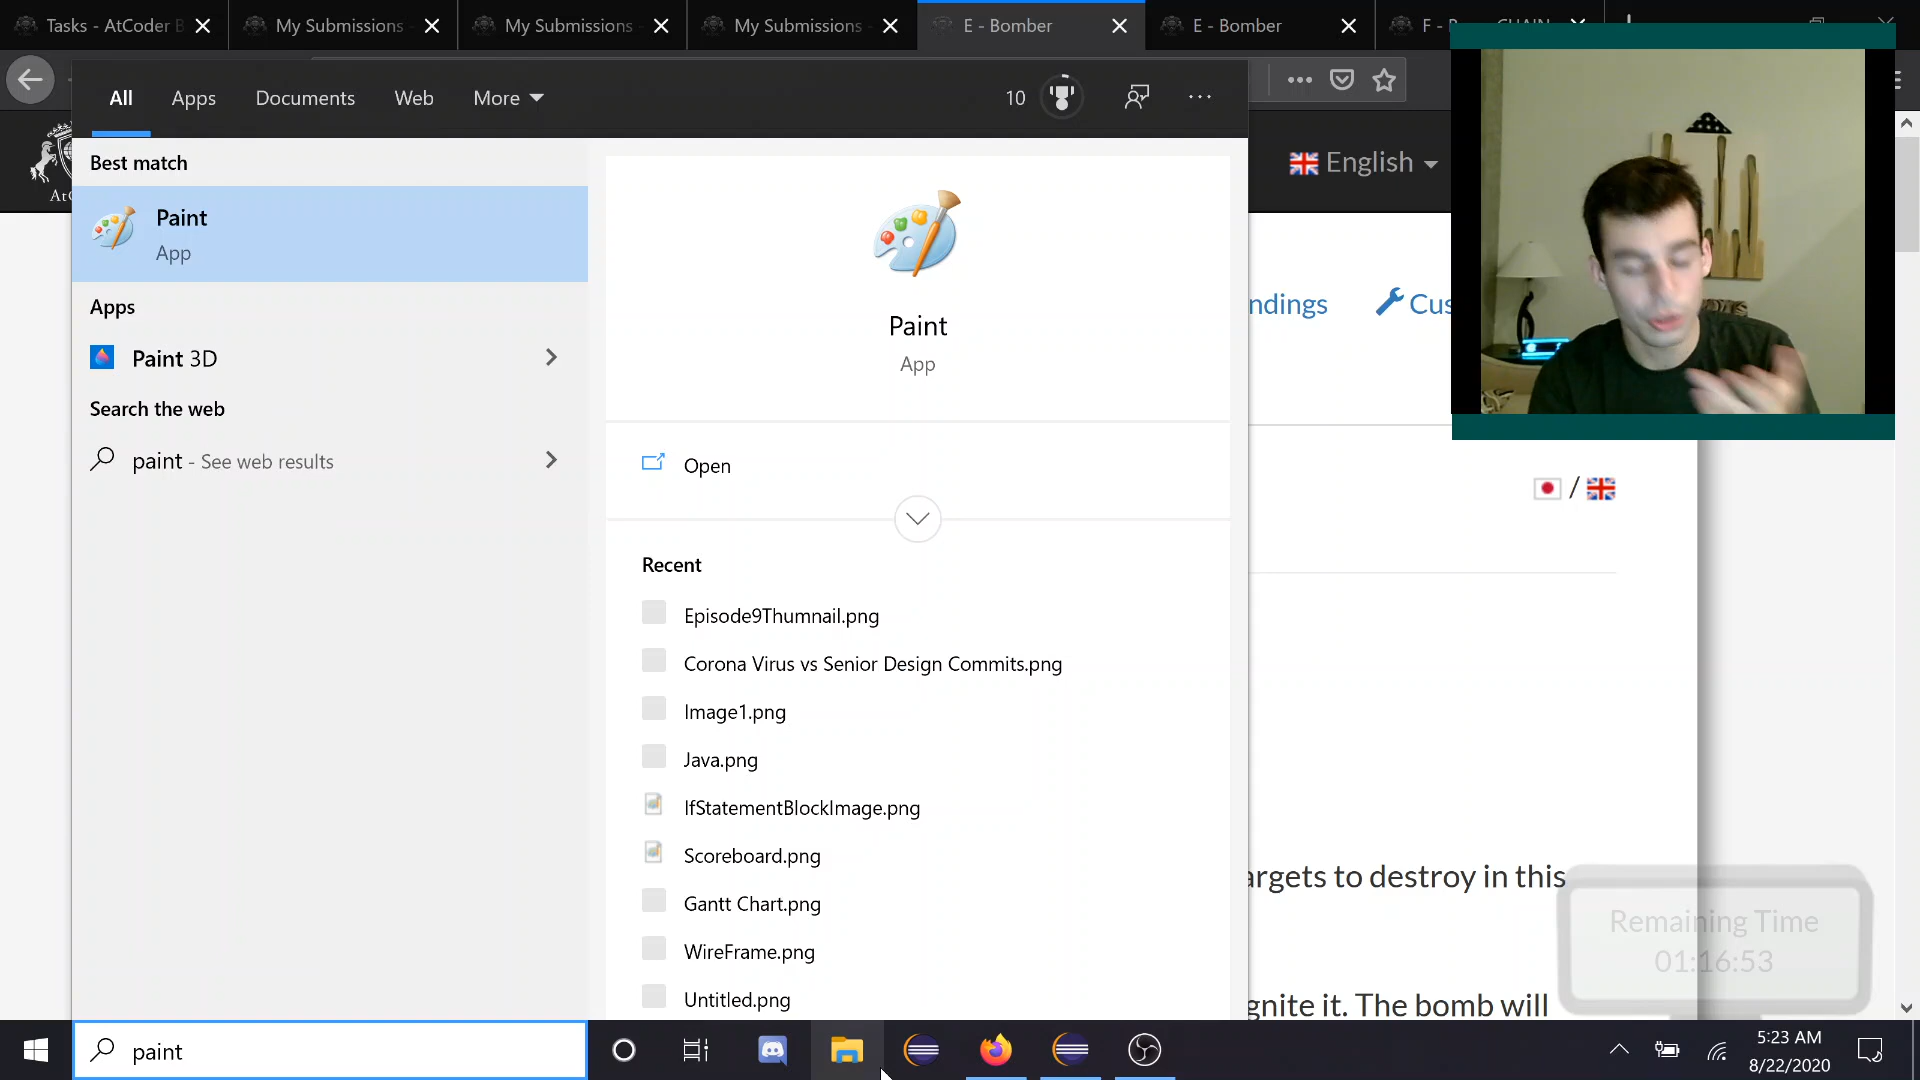 Tasks - AtCoder B
My Submissions -
My Submissions -
My Submissions -
E - Bomber
E - Bomber
All
Apps
Documents
Web
More
10
English
Best match
Paint
App
Apps
Paint 3D
Search the web
paint - See web results
Paint
App
Open
Recent
Episode9Thumnail.png
Corona Virus vs Senior Design Commits.png
Image1.png
Java.png
IfStatementBlockImage.png
Scoreboard.png
Gantt Chart.png
WireFrame.png
Untitled.png
ndings
Cus
/
argets to destroy in this
Remaining Time
01:16:53
gnite it. The bomb will
paint
5:23 AM
8/22/2020